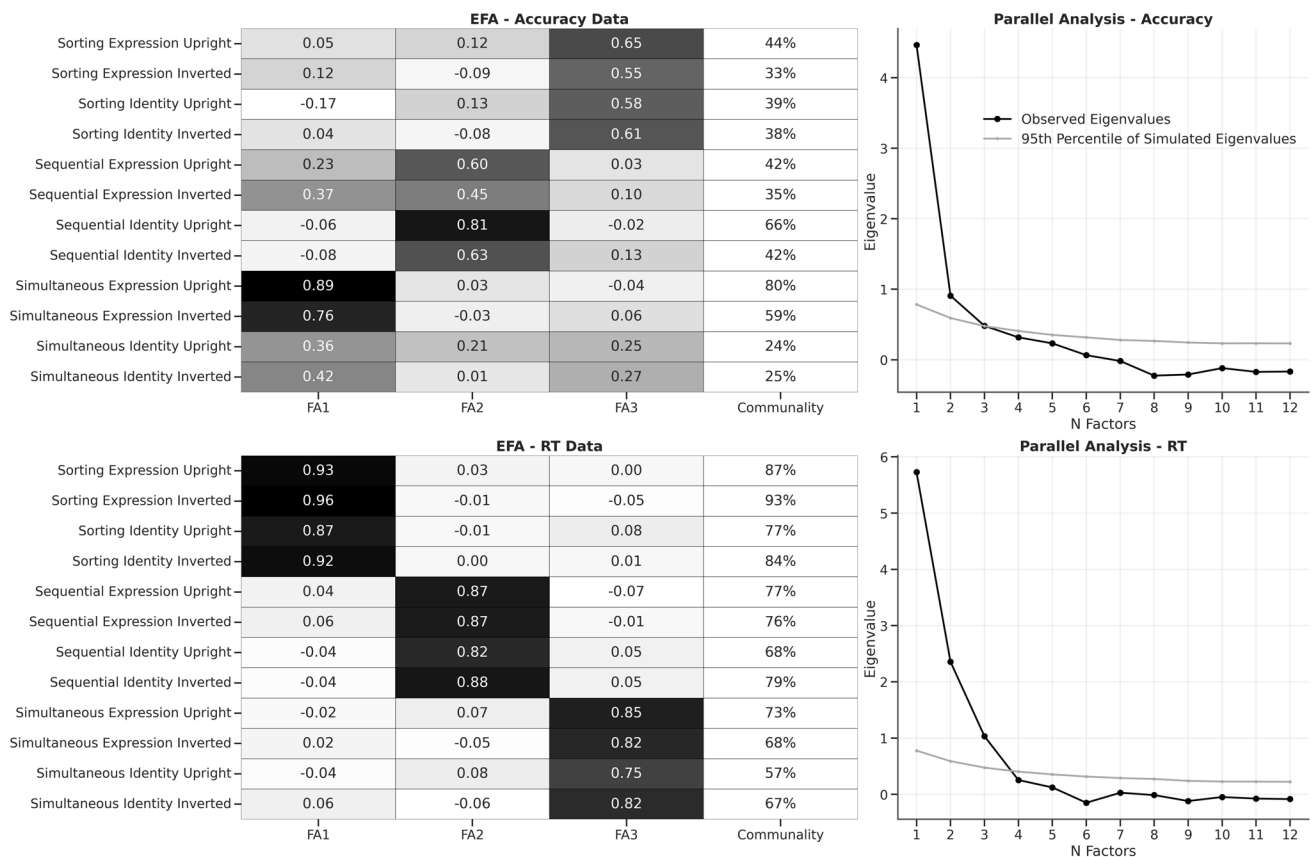 EFA - Accuracy Data
Sorting Expression Upright 0.05 0.12 0.65 44%
Sorting Expression Inverted 0.12 -0.09 0.55 33%
Sorting Identity Upright -0.17 0.13 0.58 39%
Sorting Identity Inverted 0.04 -0.08 0.61 38%
Sequential Expression Upright 0.23 0.60 0.03 42%
Sequential Expression Inverted 0.37 0.45 0.10 35%
Sequential Identity Upright -0.06 0.81 -0.02 66%
Sequential Identity Inverted -0.08 0.63 0.13 42%
Simultaneous Expression Upright 0.89 0.03 -0.04 80%
Simultaneous Expression Inverted 0.76 -0.03 0.06 59%
Simultaneous Identity Upright 0.36 0.21 0.25 24%
Simultaneous Identity Inverted 0.42 0.01 0.27 25%
FA1 FA2 FA3 Communality
Parallel Analysis - Accuracy
Eigenvalue
4
3
2
1
0
Observed Eigenvalues
95th Percentile of Simulated Eigenvalues
1 2 3 4 5 6 7 8 9 10 11 12
N Factors
EFA - RT Data
Sorting Expression Upright 0.93 0.03 0.00 87%
Sorting Expression Inverted 0.96 -0.01 -0.05 93%
Sorting Identity Upright 0.87 -0.01 0.08 77%
Sorting Identity Inverted 0.92 0.00 0.01 84%
Sequential Expression Upright 0.04 0.87 -0.07 77%
Sequential Expression Inverted 0.06 0.87 -0.01 76%
Sequential Identity Upright -0.04 0.82 0.05 68%
Sequential Identity Inverted -0.04 0.88 0.05 79%
Simultaneous Expression Upright -0.02 0.07 0.85 73%
Simultaneous Expression Inverted 0.02 -0.05 0.82 68%
Simultaneous Identity Upright -0.04 0.08 0.75 57%
Simultaneous Identity Inverted 0.06 -0.06 0.82 67%
FA1 FA2 FA3 Communality
Parallel Analysis - RT
Eigenvalue
6
5
4
3
2
1
0
1 2 3 4 5 6 7 8 9 10 11 12
N Factors